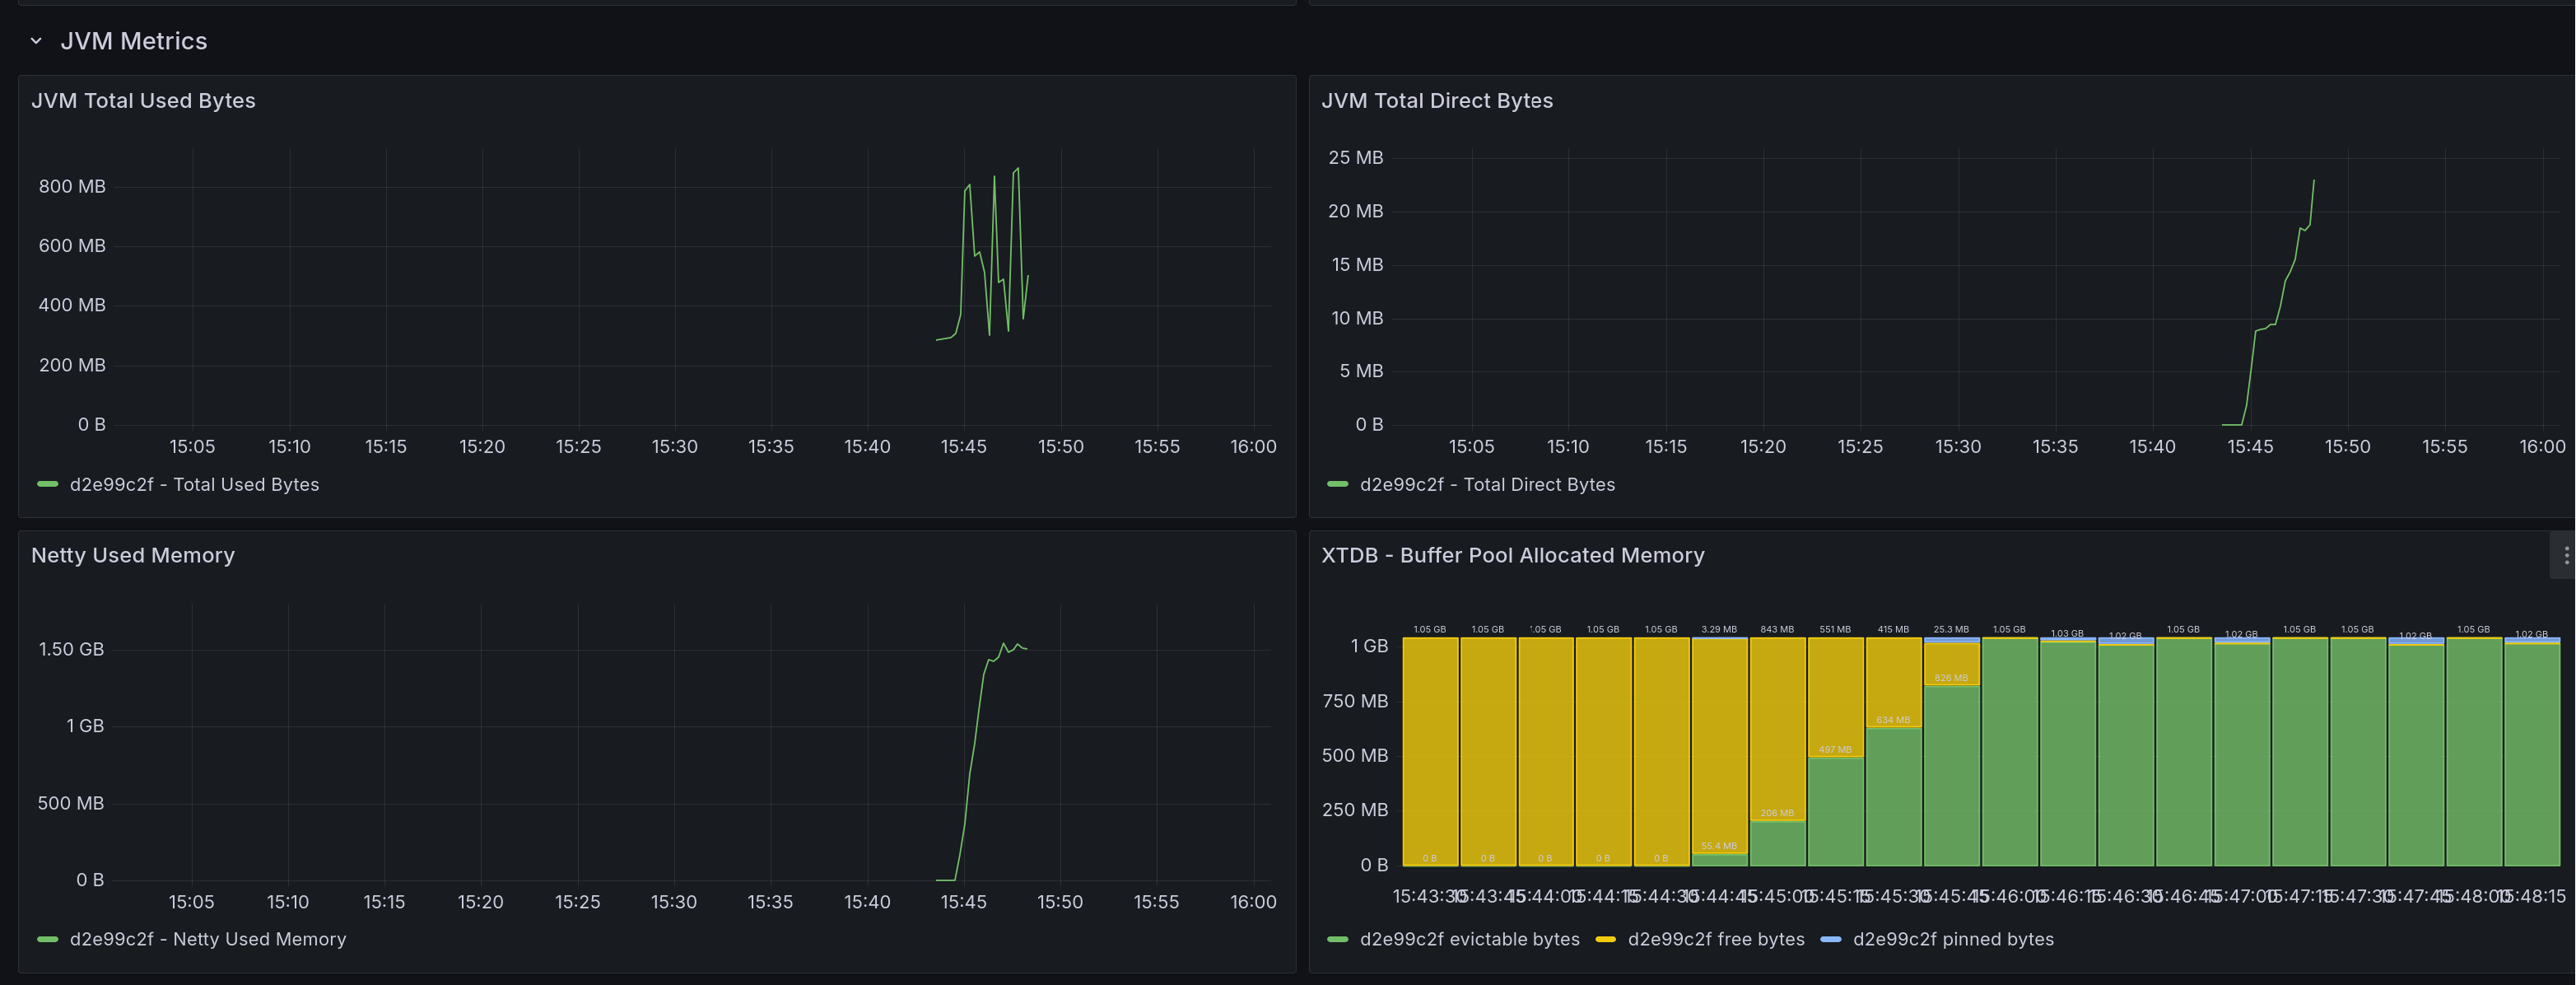 JVM Metrics
JVM Total Used Bytes
800 MB
600 MB
400 MB
200 MB
0 B
15:05 15:10 15:15 15:20 15:25 15:30 15:35 15:40 15:45 15:50 15:55 16:00
d2e99c2f - Total Used Bytes
JVM Total Direct Bytes
25 MB
20 MB
15 MB
10 MB
5 MB
0 B
15:05 15:10 15:15 15:20 15:25 15:30 15:35 15:40 15:45 15:50 15:55 16:00
d2e99c2f - Total Direct Bytes
Netty Used Memory
1.50 GB
1 GB
500 MB
0 B
15:05 15:10 15:15 15:20 15:25 15:30 15:35 15:40 15:45 15:50 15:55 16:00
d2e99c2f - Netty Used Memory
XTDB - Buffer Pool Allocated Memory
1.05 GB 1.05 GB 1.05 GB 1.05 GB 1.05 GB 3.29 MB 843 MB 551 MB 415 MB 25.3 MB 1.05 GB 1.03 GB 1.02 GB 1.05 GB 1.02 GB 1.05 GB 1.05 GB 1.02 GB 1.05 GB 1.02 GB
1 GB
826 MB
750 MB
634 MB
497 MB
500 MB
250 MB
206 MB
55.4 MB
0 B 0 B 0 B 0 B 0 B
0 B
15:43:30 15:43:45 15:44:00 15:44:15 15:44:30 15:44:45 15:45:00 15:45:15 15:45:30 15:45:45 15:46:00 15:46:15 15:46:30 15:46:45 15:47:00 15:47:15 15:47:30 15:47:45 15:48:00 15:48:15
d2e99c2f evictable bytes d2e99c2f free bytes d2e99c2f pinned bytes